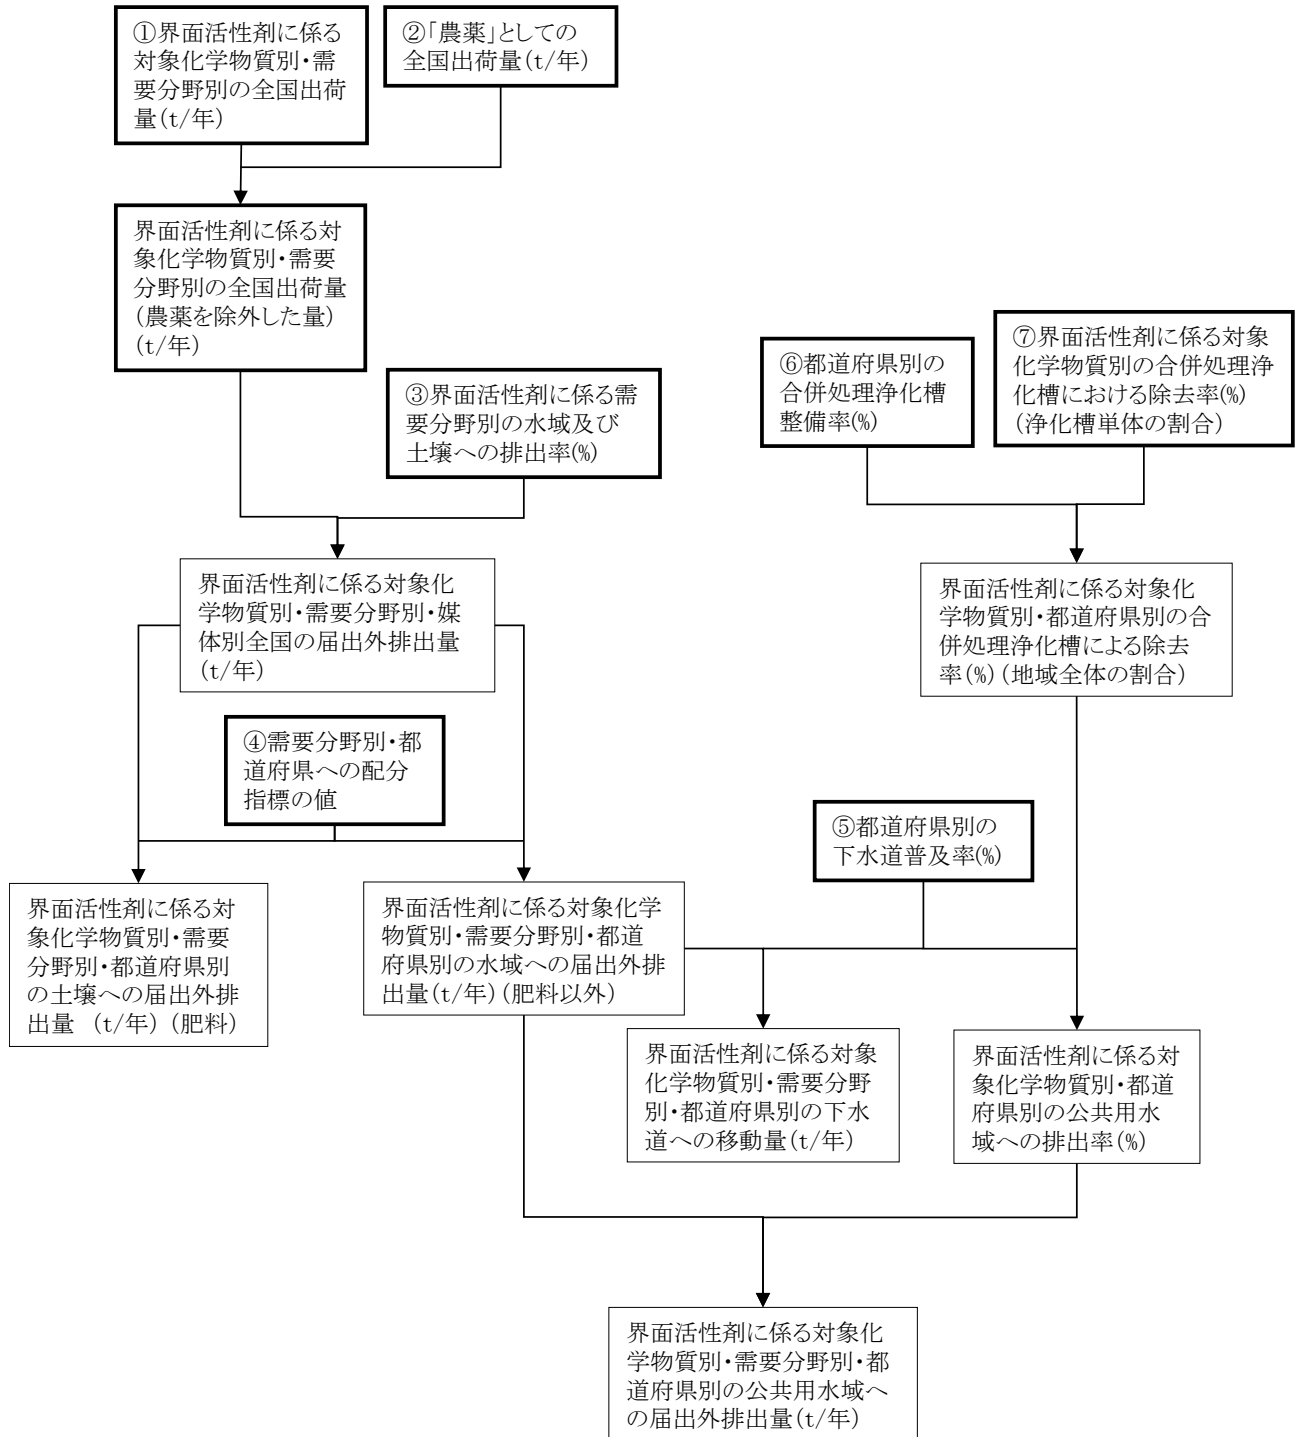 ①界面活性剤に係る
対象化学物質別・需
要分野別の全国出荷
量(t/年)
②「農薬」としての
全国出荷量(t/年)
界面活性剤に係る対
象化学物質別・需要
分野別の全国出荷量
(農薬を除外した量)
(t/年)
③界面活性剤に係る需
要分野別の水域及び
土壌への排出率(%)
⑥都道府県別の
合併処理浄化槽
整備率(%)
⑦界面活性剤に係る対象
化学物質別の合併処理浄
化槽における除去率(%)
(浄化槽単体の割合)
界面活性剤に係る対象化
学物質別・需要分野別・媒
体別全国の届出外排出量
(t/年)
界面活性剤に係る対象化
学物質別・都道府県別の合
併処理浄化槽による除去
率(%)(地域全体の割合)
④需要分野別・都
道府県への配分
指標の値
⑤都道府県別の
下水道普及率(%)
界面活性剤に係る対
象化学物質別・需要
分野別・都道府県別
の土壌への届出外排
出量 (t/年)(肥料)
界面活性剤に係る対象化学
物質別・需要分野別・都道
府県別の水域への届出外排
出量(t/年)(肥料以外)
界面活性剤に係る対象
化学物質別・需要分野
別・都道府県別の下水
道への移動量(t/年)
界面活性剤に係る対
象化学物質別・都道
府県別の公共用水
域への排出率(%)
界面活性剤に係る対象化
学物質別・需要分野別・都
道府県別の公共用水域へ
の届出外排出量(t/年)